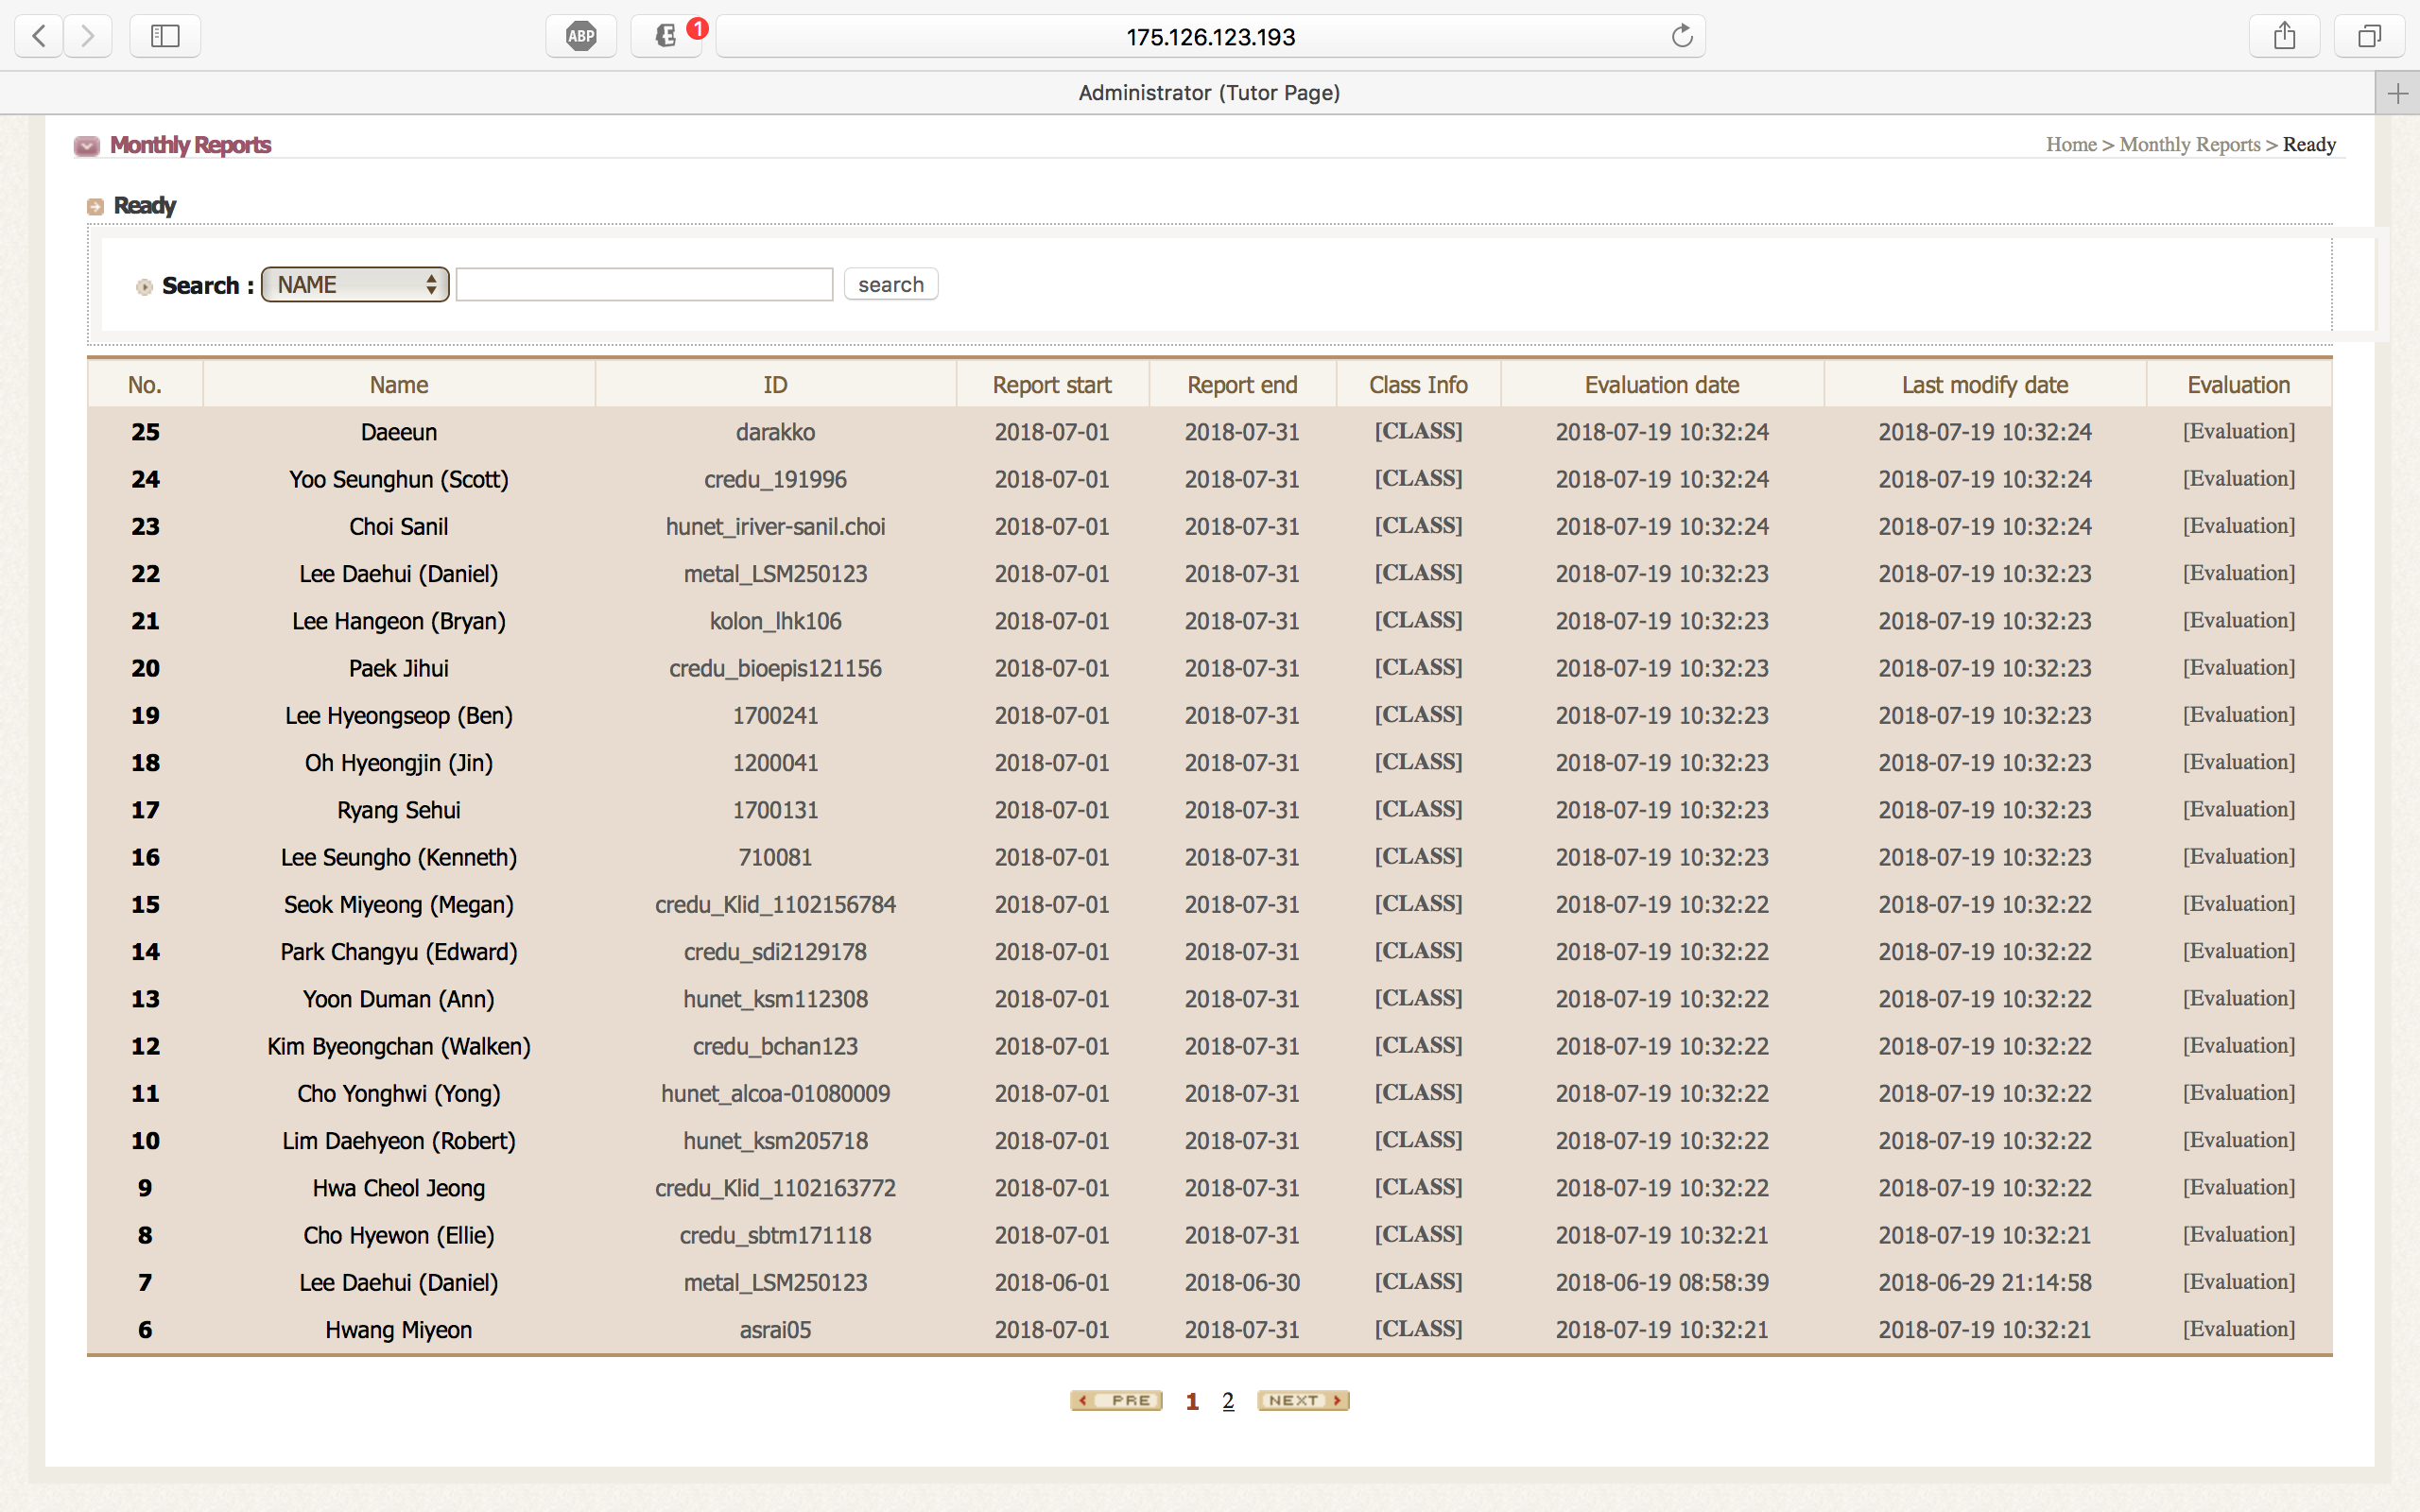 ABP 1 175.126.123.193
Administrator (Tutor Page)
Monthly Reports Home > Monthly Reports > Ready
Ready
Search : NAME search
No. Name ID Report start Report end Class Info Evaluation date Last modify date Evaluation
25 Daeeun darakko 2018-07-01 2018-07-31 [CLASS] 2018-07-19 10:32:24 2018-07-19 10:32:24 [Evaluation]
24 Yoo Seunghun (Scott) credu_191996 2018-07-01 2018-07-31 [CLASS] 2018-07-19 10:32:24 2018-07-19 10:32:24 [Evaluation]
23 Choi Sanil hunet_iriver-sanil.choi 2018-07-01 2018-07-31 [CLASS] 2018-07-19 10:32:24 2018-07-19 10:32:24 [Evaluation]
22 Lee Daehui (Daniel) metal_LSM250123 2018-07-01 2018-07-31 [CLASS] 2018-07-19 10:32:23 2018-07-19 10:32:23 [Evaluation]
21 Lee Hangeon (Bryan) kolon_lhk106 2018-07-01 2018-07-31 [CLASS] 2018-07-19 10:32:23 2018-07-19 10:32:23 [Evaluation]
20 Paek Jihui credu_bioepis121156 2018-07-01 2018-07-31 [CLASS] 2018-07-19 10:32:23 2018-07-19 10:32:23 [Evaluation]
19 Lee Hyeongseop (Ben) 1700241 2018-07-01 2018-07-31 [CLASS] 2018-07-19 10:32:23 2018-07-19 10:32:23 [Evaluation]
18 Oh Hyeongjin (Jin) 1200041 2018-07-01 2018-07-31 [CLASS] 2018-07-19 10:32:23 2018-07-19 10:32:23 [Evaluation]
17 Ryang Sehui 1700131 2018-07-01 2018-07-31 [CLASS] 2018-07-19 10:32:23 2018-07-19 10:32:23 [Evaluation]
16 Lee Seungho (Kenneth) 710081 2018-07-01 2018-07-31 [CLASS] 2018-07-19 10:32:23 2018-07-19 10:32:23 [Evaluation]
15 Seok Miyeong (Megan) credu_Klid_1102156784 2018-07-01 2018-07-31 [CLASS] 2018-07-19 10:32:22 2018-07-19 10:32:22 [Evaluation]
14 Park Changyu (Edward) credu_sdi2129178 2018-07-01 2018-07-31 [CLASS] 2018-07-19 10:32:22 2018-07-19 10:32:22 [Evaluation]
13 Yoon Duman (Ann) hunet_ksm112308 2018-07-01 2018-07-31 [CLASS] 2018-07-19 10:32:22 2018-07-19 10:32:22 [Evaluation]
12 Kim Byeongchan (Walken) credu_bchan123 2018-07-01 2018-07-31 [CLASS] 2018-07-19 10:32:22 2018-07-19 10:32:22 [Evaluation]
11 Cho Yonghwi (Yong) hunet_alcoa-01080009 2018-07-01 2018-07-31 [CLASS] 2018-07-19 10:32:22 2018-07-19 10:32:22 [Evaluation]
10 Lim Daehyeon (Robert) hunet_ksm205718 2018-07-01 2018-07-31 [CLASS] 2018-07-19 10:32:22 2018-07-19 10:32:22 [Evaluation]
9 Hwa Cheol Jeong credu_Klid_1102163772 2018-07-01 2018-07-31 [CLASS] 2018-07-19 10:32:22 2018-07-19 10:32:22 [Evaluation]
8 Cho Hyewon (Ellie) credu_sbtm171118 2018-07-01 2018-07-31 [CLASS] 2018-07-19 10:32:21 2018-07-19 10:32:21 [Evaluation]
7 Lee Daehui (Daniel) metal_LSM250123 2018-06-01 2018-06-30 [CLASS] 2018-06-19 08:58:39 2018-06-29 21:14:58 [Evaluation]
6 Hwang Miyeon asrai05 2018-07-01 2018-07-31 [CLASS] 2018-07-19 10:32:21 2018-07-19 10:32:21 [Evaluation]
PRE 1 2 NEXT